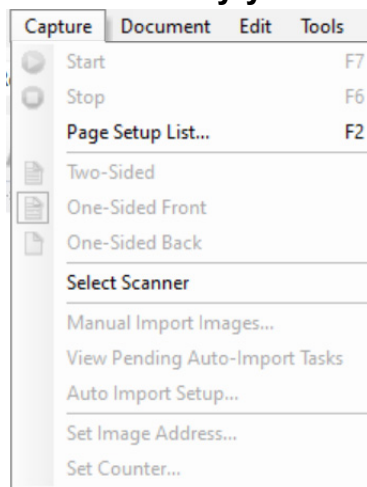 Capture Document Edit Tools
Start F7
Stop F6
Page Setup List... F2
Two-Sided
One-Sided Front
One-Sided Back
Select Scanner
Manual Import Images...
View Pending Auto-Import Tasks
Auto Import Setup...
Set Image Address...
Set Counter...